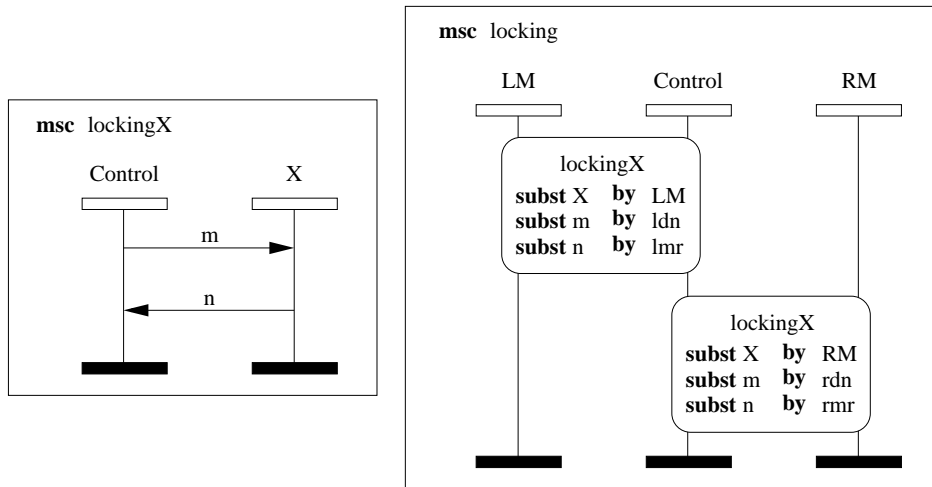 msc lockingX
Control X
m
n
msc locking
LM Control RM
lockingX
subst X by LM
subst m by ldn
subst n by lmr
lockingX
subst X by RM
subst m by rdn
subst n by rmr